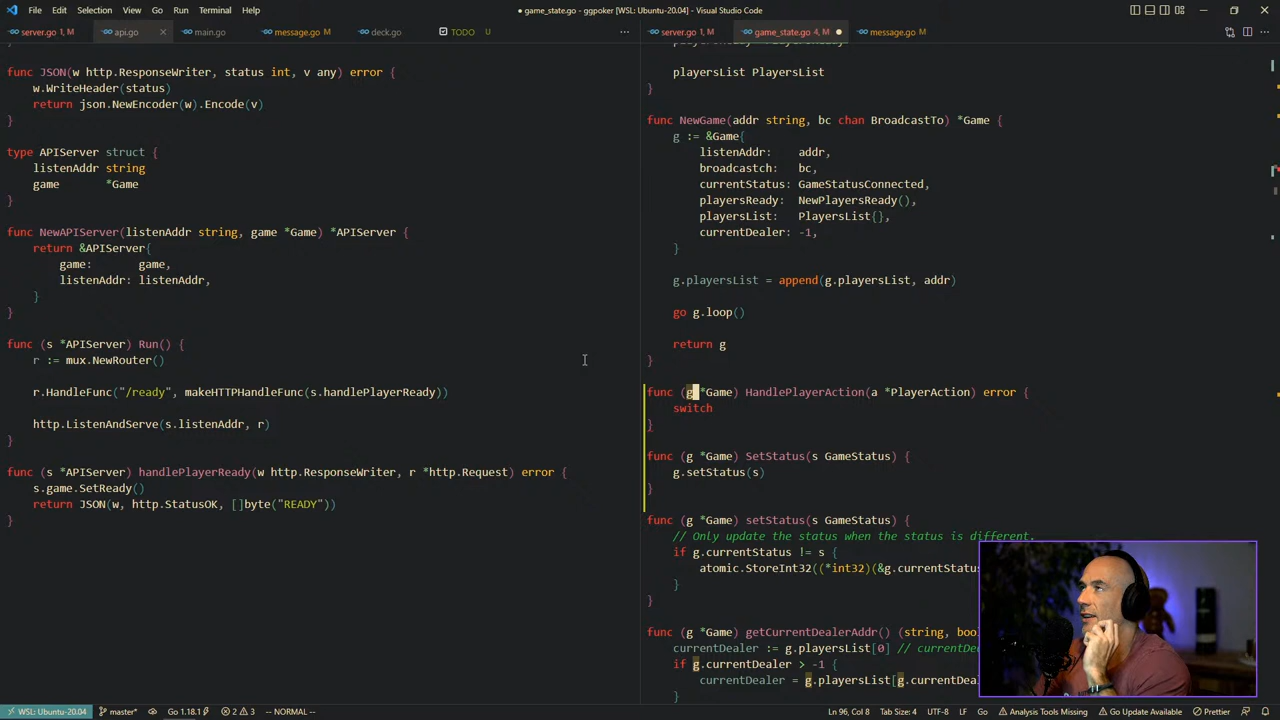 File Edit Selection View Go Run Terminal Help
● game_state.go - ggpoker [WSL: Ubuntu-20.04] - Visual Studio Code
server.go 1, M
api.go
main.go
message.go M
deck.go
TODO U
func JSON(w http.ResponseWriter, status int, v any) error {
w.WriteHeader(status)
return json.NewEncoder(w).Encode(v)
}
type APIServer struct {
listenAddr string
game *Game
}
func NewAPIServer(listenAddr string, game *Game) *APIServer {
return &APIServer{
game: game,
listenAddr: listenAddr,
}
}
func (s *APIServer) Run() {
r := mux.NewRouter()
r.HandleFunc("/ready", makeHTTPHandleFunc(s.handlePlayerReady))
http.ListenAndServe(s.listenAddr, r)
}
func (s *APIServer) handlePlayerReady(w http.ResponseWriter, r *http.Request) error {
s.game.SetReady()
return JSON(w, http.StatusOK, []byte("READY"))
}
server.go 1, M
game_state.go 4, M
message.go M
playersList PlayersList
}
func NewGame(addr string, bc chan BroadcastTo) *Game {
g := &Game{
listenAddr: addr,
broadcastch: bc,
currentStatus: GameStatusConnected,
playersReady: NewPlayersReady(),
playersList: PlayersList{},
currentDealer: -1,
}
g.playersList = append(g.playersList, addr)
go g.loop()
return g
}
func (g *Game) HandlePlayerAction(a *PlayerAction) error {
switch
}
func (g *Game) SetStatus(s GameStatus) {
g.setStatus(s)
}
func (g *Game) setStatus(s GameStatus) {
// Only update the status when the status is different.
if g.currentStatus != s {
atomic.StoreInt32((*int32)(&g.currentStatus
}
}
func (g *Game) getCurrentDealerAddr() (string, bool
currentDealer := g.playersList[0] // currentDe
if g.currentDealer > -1 {
currentDealer = g.playersList[g.currentDea
}
WSL: Ubuntu-20.04 master* Go 1.18.1 2 3 -- NORMAL -- Ln 96, Col 8 Tab Size: 4 UTF-8 LF Go Analysis Tools Missing Go Update Available Prettier